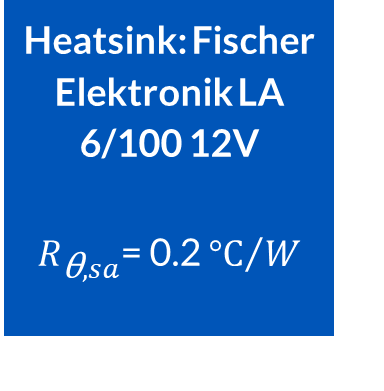 Heatsink: Fischer
Elektronik LA
6/100 12V
R θ,sa = 0.2 °C/W